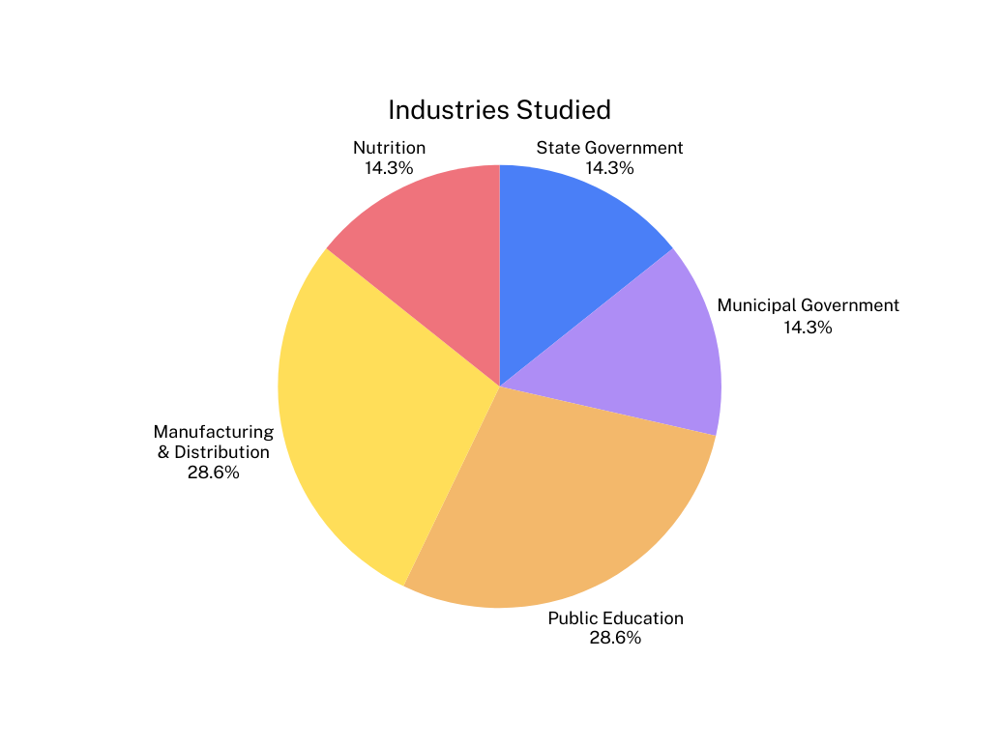 Industries Studied
Nutrition
14.3%
State Government
14.3%
Municipal Government
14.3%
Manufacturing
& Distribution
28.6%
Public Education
28.6%